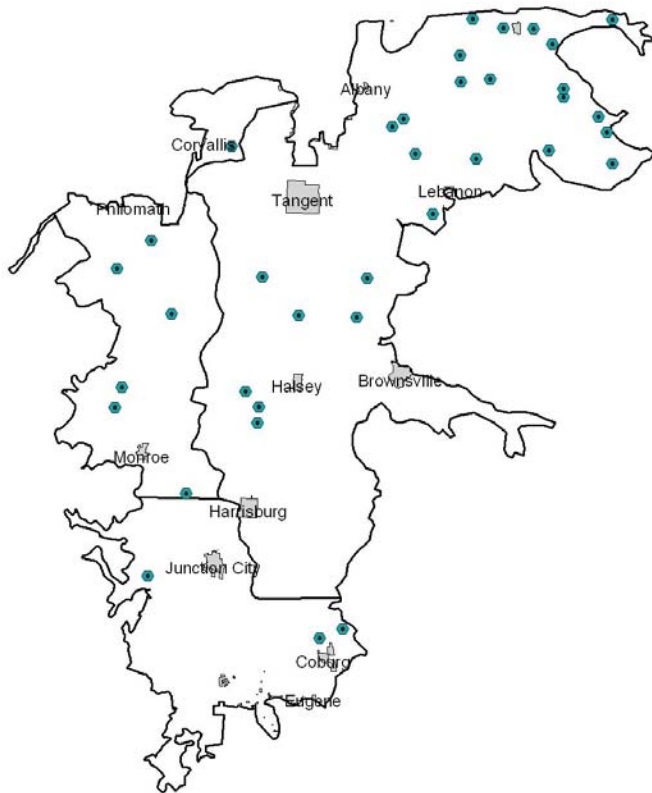 Albany
Corvallis
Lebanon
Tangent
Philomath
Brownsville
Halsey
Monroe
Harrisburg
Junction City
Coburg
Eugene